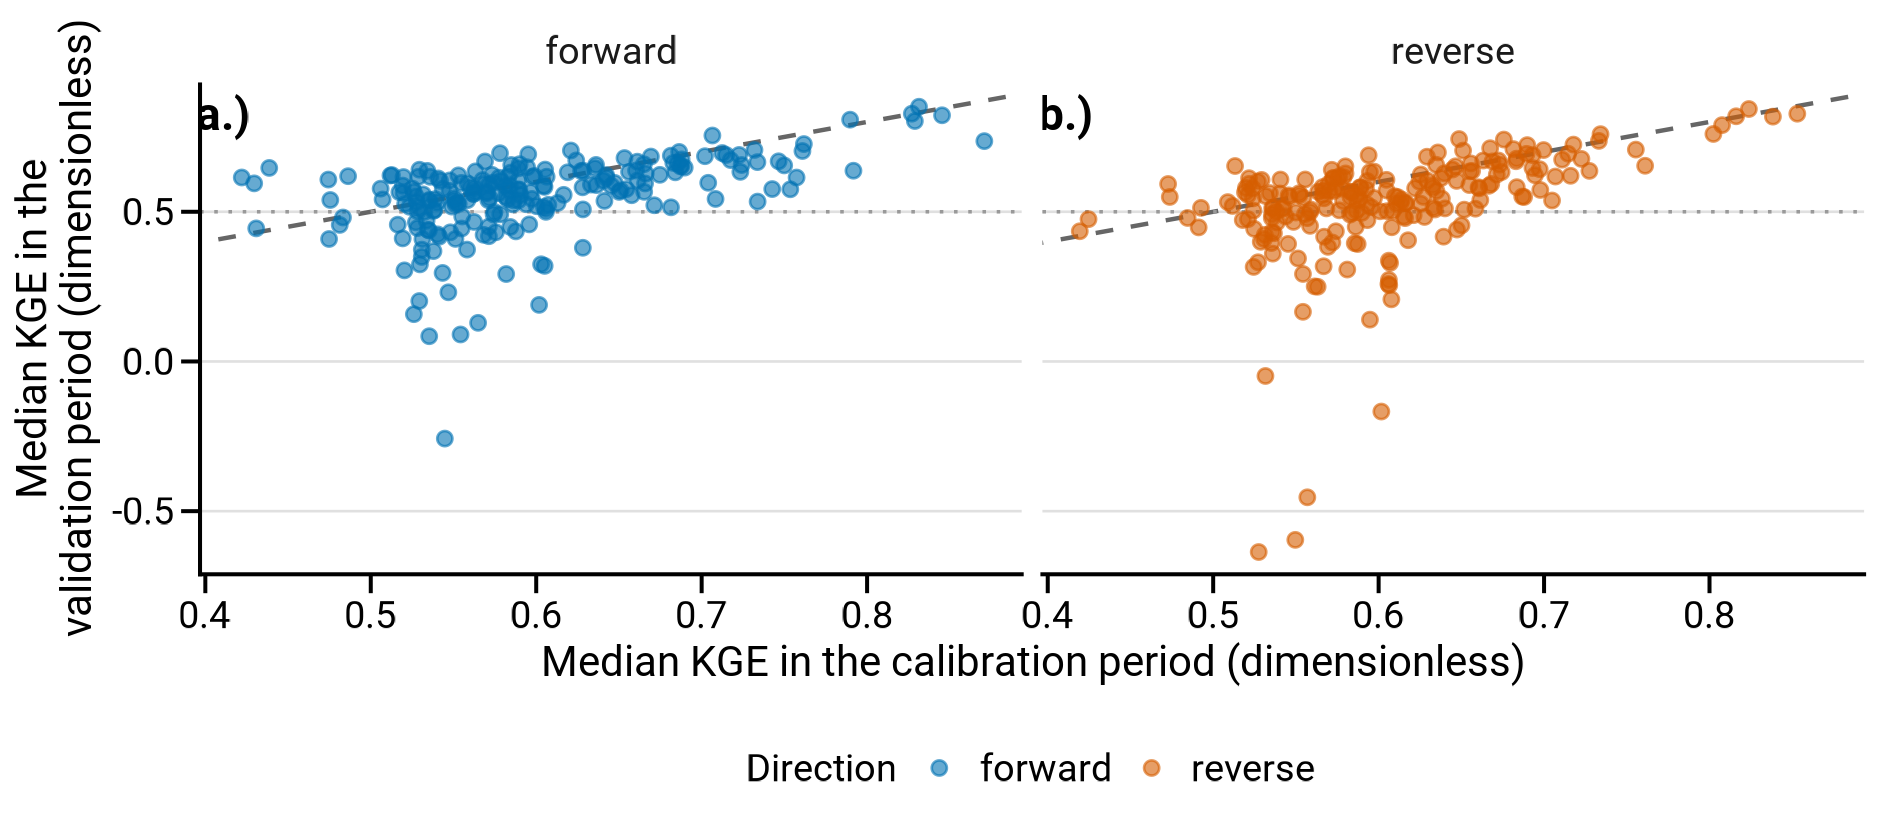 forward
reverse
a.)
b.)
Median KGE in the
validation period (dimensionless)
0.5
0.0
-0.5
0.4 0.5 0.6 0.7 0.8
0.4 0.5 0.6 0.7 0.8
Median KGE in the calibration period (dimensionless)
Direction forward reverse